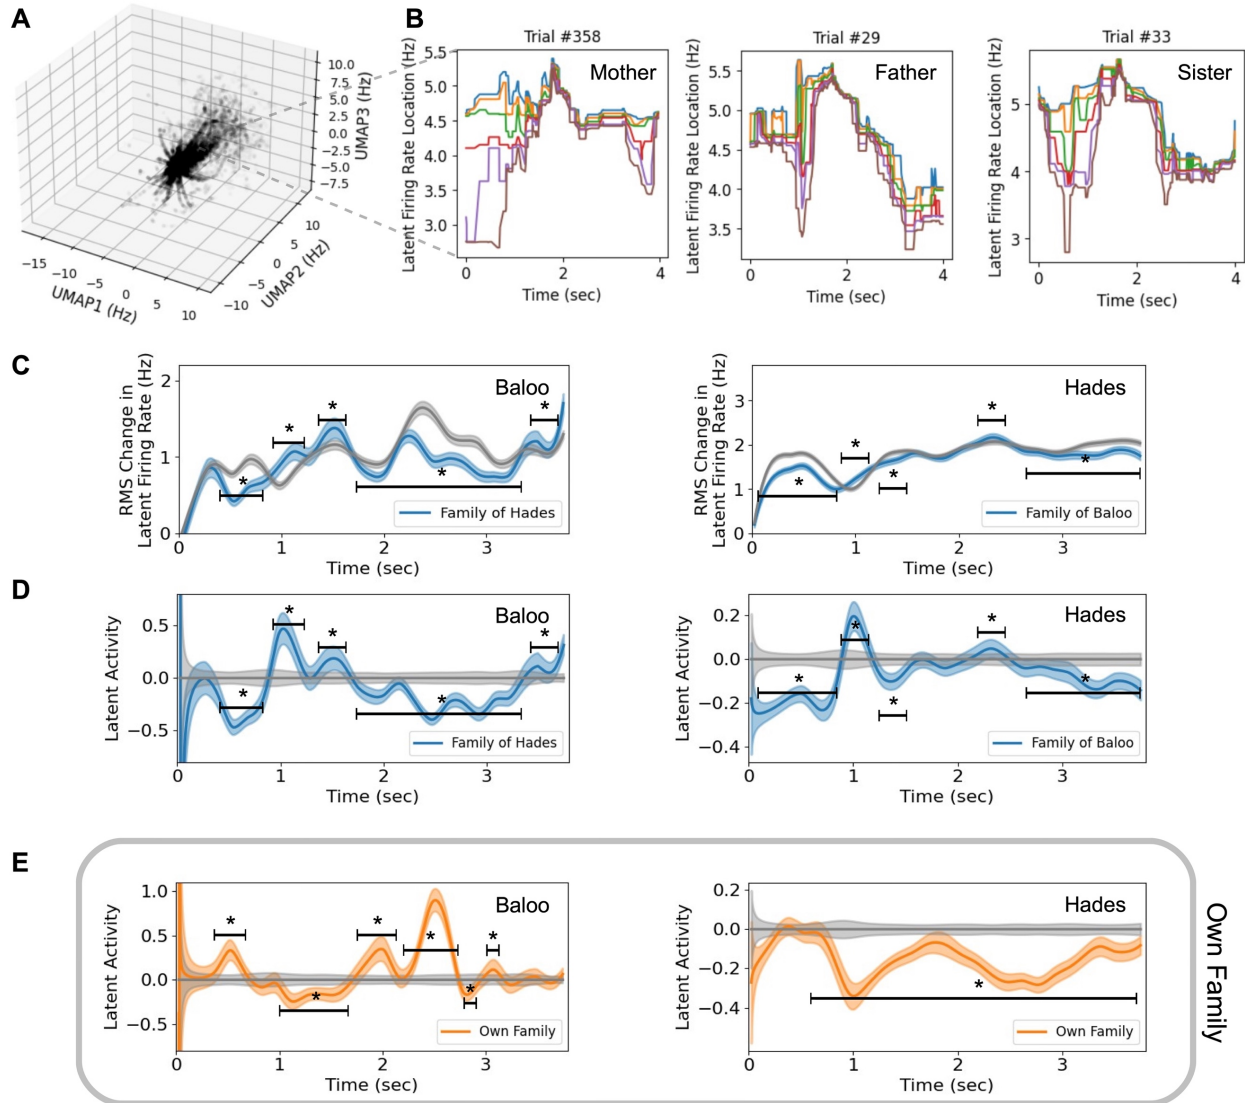 A
10.0
7.5
5.0
2.5
0.0
−2.5
−5.0
−7.5
UMAP3 (Hz)
−15
−10
−5
0
5
10
UMAP1 (Hz)
10
5
0
−5
−10
UMAP2 (Hz)
B
Trial #358
Mother
5.5
5.0
4.5
4.0
3.5
3.0
Latent Firing Rate Location (Hz)
0 2 4
Time (sec)
Trial #29
Father
5.5
5.0
4.5
4.0
3.5
Latent Firing Rate Location (Hz)
0 2 4
Time (sec)
Trial #33
Sister
5
4
3
Latent Firing Rate Location (Hz)
0 2 4
Time (sec)
C
RMS Change in
Latent Firing Rate (Hz)
2
1
0
Baloo
* * * * * *
Family of Hades
0 1 2 3
Time (sec)
RMS Change in
Latent Firing Rate (Hz)
3
2
1
0
Hades
* * * * *
Family of Baloo
0 1 2 3
Time (sec)
D
Latent Activity
0.5
0.0
−0.5
Baloo
* * * * *
Family of Hades
0 1 2 3
Time (sec)
Latent Activity
0.2
0.0
−0.2
−0.4
Hades
* * * * *
Family of Baloo
0 1 2 3
Time (sec)
E
Latent Activity
1.0
0.5
0.0
−0.5
Baloo
* * * * * *
Own Family
0 1 2 3
Time (sec)
Latent Activity
0.2
0.0
−0.2
−0.4
Hades
*
Own Family
0 1 2 3
Time (sec)
Own Family